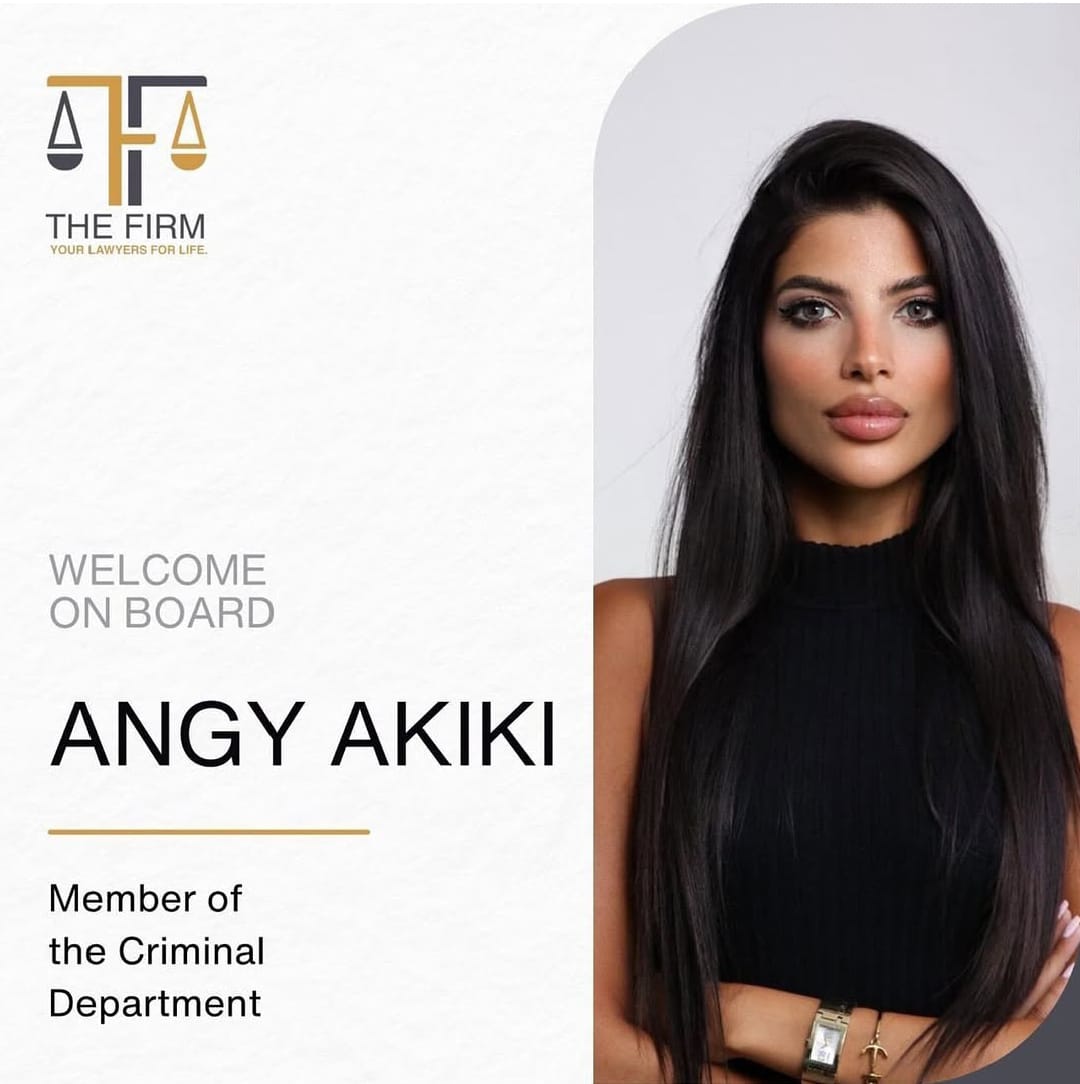 THE FIRM
YOUR LAWYERS FOR LIFE.
WELCOME
ON BOARD
ANGY AKIKI
Member of
the Criminal
Department